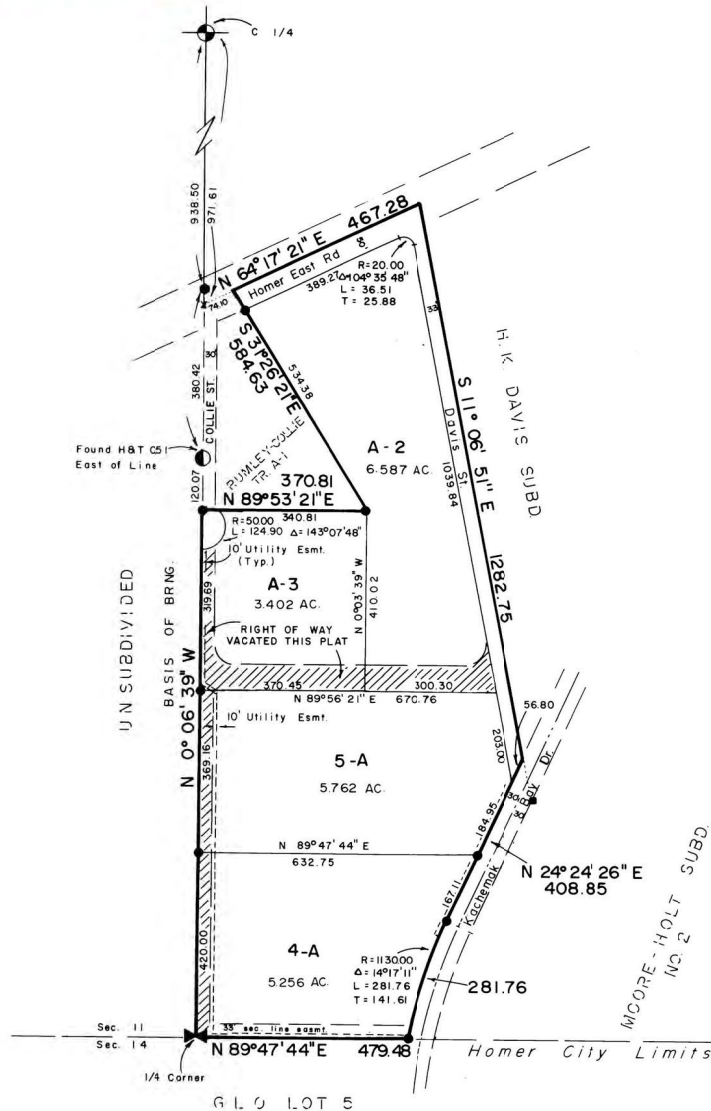 C 1/4
938.50
971.61
N 64° 17' 21" E 467.28
Homer East Rd
389.27
R=20.00
Δ=104° 35' 48"
L = 36.51
T = 25.88
74.10
30'
33'
S 37° 26' 21" E
584.63
534.38
380.42
COLLIE ST.
Found H&T CS1
East of Line
120.07
RUMLEY-COLLIE
TR. A-1
A-2
6.587 AC.
Davis St.
1039.84
S 11° 06' 51" E 1282.75
H. K. DAVIS SUBD.
370.81
N 89° 53' 21" E
340.81
R=50.00
L = 124.90 Δ = 143° 07' 48"
10' Utility Esmt.
(Typ.)
319.69
A-3
3.402 AC.
N 0° 03' 39" W
410.02
RIGHT OF WAY
VACATED THIS PLAT
UNSUBDIVIDED
BASIS OF BRNG.
N 0° 06' 39" W
370.45
300.30
N 89° 56' 21" E 670.76
10' Utility Esmt.
369.16
5-A
5.762 AC.
203.00
56.80
30'
30'
Kachemak Bay Dr.
184.95
N 89° 47' 44" E
632.75
N 24° 24' 26" E
408.85
167.11
420.00
4-A
5.256 AC.
R=1130.00
Δ = 14° 17' 11"
L = 281.76
T = 141.61
281.76
MOORE-HOLT SUBD.
NO. 2
33' sec. line easmt.
Sec. 11
Sec. 14
N 89° 47' 44" E 479.48
Homer City Limits
1/4 Corner
GLO LOT 5